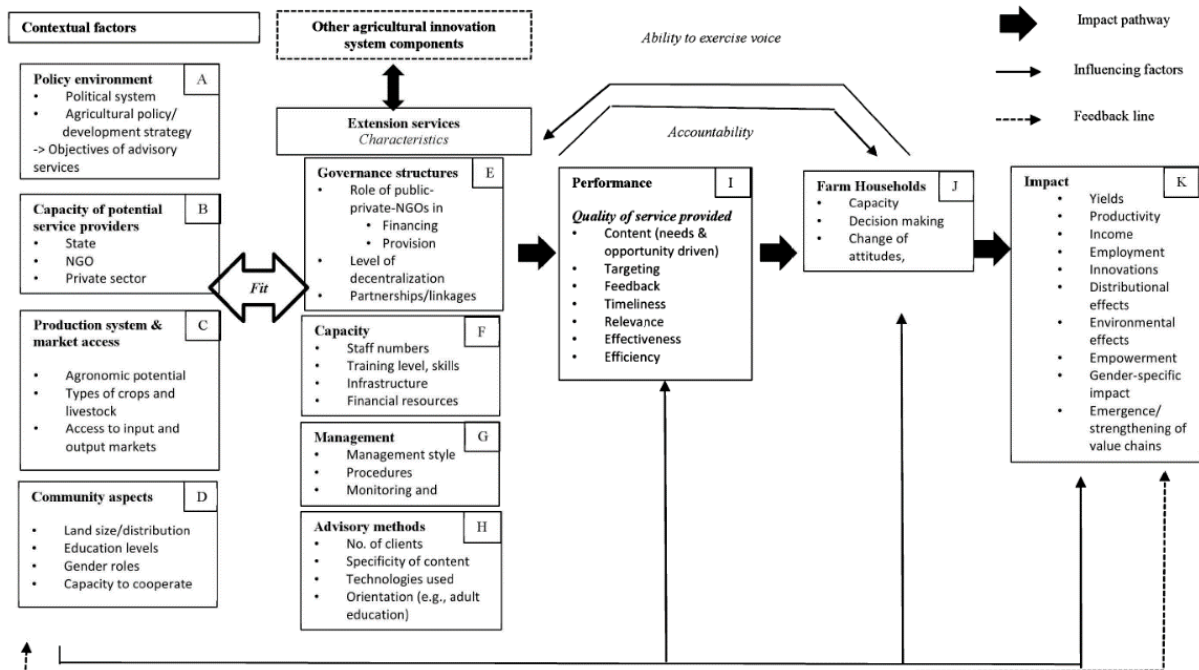 Contextual factors
Policy environment
A
• Political system
• Agricultural policy/
development strategy
-> Objectives of advisory
services
Capacity of potential
service providers
B
• State
• NGO
• Private sector
Production system &
market access
C
• Agronomic potential
• Types of crops and
livestock
• Access to input and
output markets
Community aspects
D
• Land size/distribution
• Education levels
• Gender roles
• Capacity to cooperate
Fit
Other agricultural innovation
system components
Extension services
Characteristics
Governance structures
E
• Role of public-
private-NGOs in
• Financing
• Provision
• Level of
decentralization
• Partnerships/linkages
Capacity
F
• Staff numbers
• Training level, skills
• Infrastructure
• Financial resources
Management
G
• Management style
• Procedures
• Monitoring and
Advisory methods
H
• No. of clients
• Specificity of content
• Technologies used
• Orientation (e.g., adult
education)
Ability to exercise voice
Accountability
Performance
I
Quality of service provided
• Content (needs &
opportunity driven)
• Targeting
• Feedback
• Timeliness
• Relevance
• Effectiveness
• Efficiency
Farm Households
J
• Capacity
• Decision making
• Change of
attitudes,
Impact
K
• Yields
• Productivity
• Income
• Employment
• Innovations
• Distributional
effects
• Environmental
effects
• Empowerment
• Gender-specific
impact
• Emergence/
strengthening of
value chains
Impact pathway
Influencing factors
Feedback line